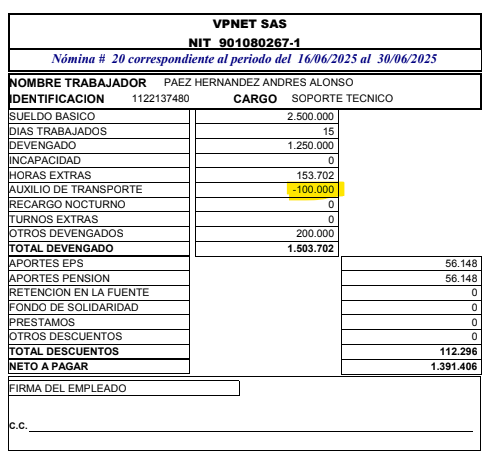 VPNET SAS
NIT 901080267-1
Nómina # 20 correspondiente al periodo del 16/06/2025 al 30/06/2025
NOMBRE TRABAJADOR PAEZ HERNANDEZ ANDRES ALONSO
IDENTIFICACION 1122137480 CARGO SOPORTE TECNICO
SUELDO BASICO 2.500.000
DIAS TRABAJADOS 15
DEVENGADO 1.250.000
INCAPACIDAD 0
HORAS EXTRAS 153.702
AUXILIO DE TRANSPORTE -100.000
RECARGO NOCTURNO 0
TURNOS EXTRAS 0
OTROS DEVENGADOS 200.000
TOTAL DEVENGADO 1.503.702
APORTES EPS 56.148
APORTES PENSION 56.148
RETENCION EN LA FUENTE 0
FONDO DE SOLIDARIDAD 0
PRESTAMOS 0
OTROS DESCUENTOS 0
TOTAL DESCUENTOS 112.296
NETO A PAGAR 1.391.406
FIRMA DEL EMPLEADO
C.C.